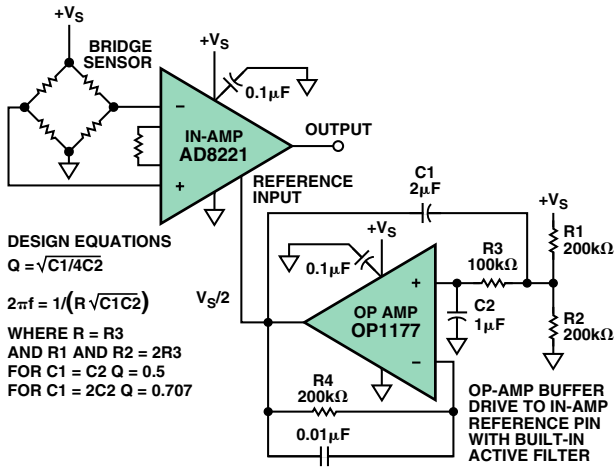 +VS
BRIDGE
SENSOR
+VS
0.1µF
–
IN-AMP
AD8221
+
OUTPUT
REFERENCE
INPUT
C1
2µF
+VS
R1
200kΩ
R3
100kΩ
+VS
0.1µF
+
OP AMP
OP1177
–
C2
1µF
R2
200kΩ
VS/2
R4
200kΩ
0.01µF
DESIGN EQUATIONS
Q = √C1/4C2
2πf = 1/(R √C1C2)
WHERE R = R3
AND R1 AND R2 = 2R3
FOR C1 = C2 Q = 0.5
FOR C1 = 2C2 Q = 0.707
OP-AMP BUFFER
DRIVE TO IN-AMP
REFERENCE PIN
WITH BUILT-IN
ACTIVE FILTER